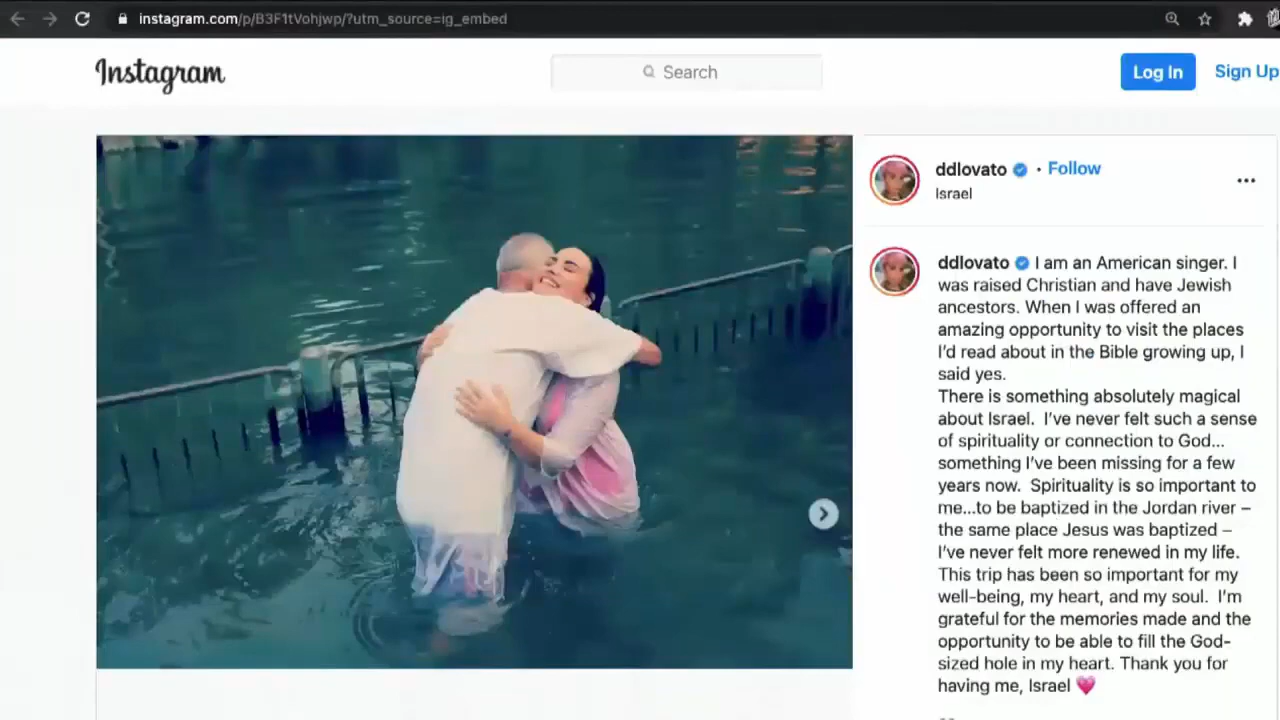 instagram.com/p/B3F1tVohjwp/?utm_source=ig_embed
Instagram
Search
Log In
Sign Up
ddlovato • Follow
Israel
ddlovato I am an American singer. I
was raised Christian and have Jewish
ancestors. When I was offered an
amazing opportunity to visit the places
I'd read about in the Bible growing up, I
said yes.
There is something absolutely magical
about Israel. I've never felt such a sense
of spirituality or connection to God...
something I've been missing for a few
years now. Spirituality is so important to
me...to be baptized in the Jordan river –
the same place Jesus was baptized –
I've never felt more renewed in my life.
This trip has been so important for my
well-being, my heart, and my soul. I'm
grateful for the memories made and the
opportunity to be able to fill the God-
sized hole in my heart. Thank you for
having me, Israel 💗